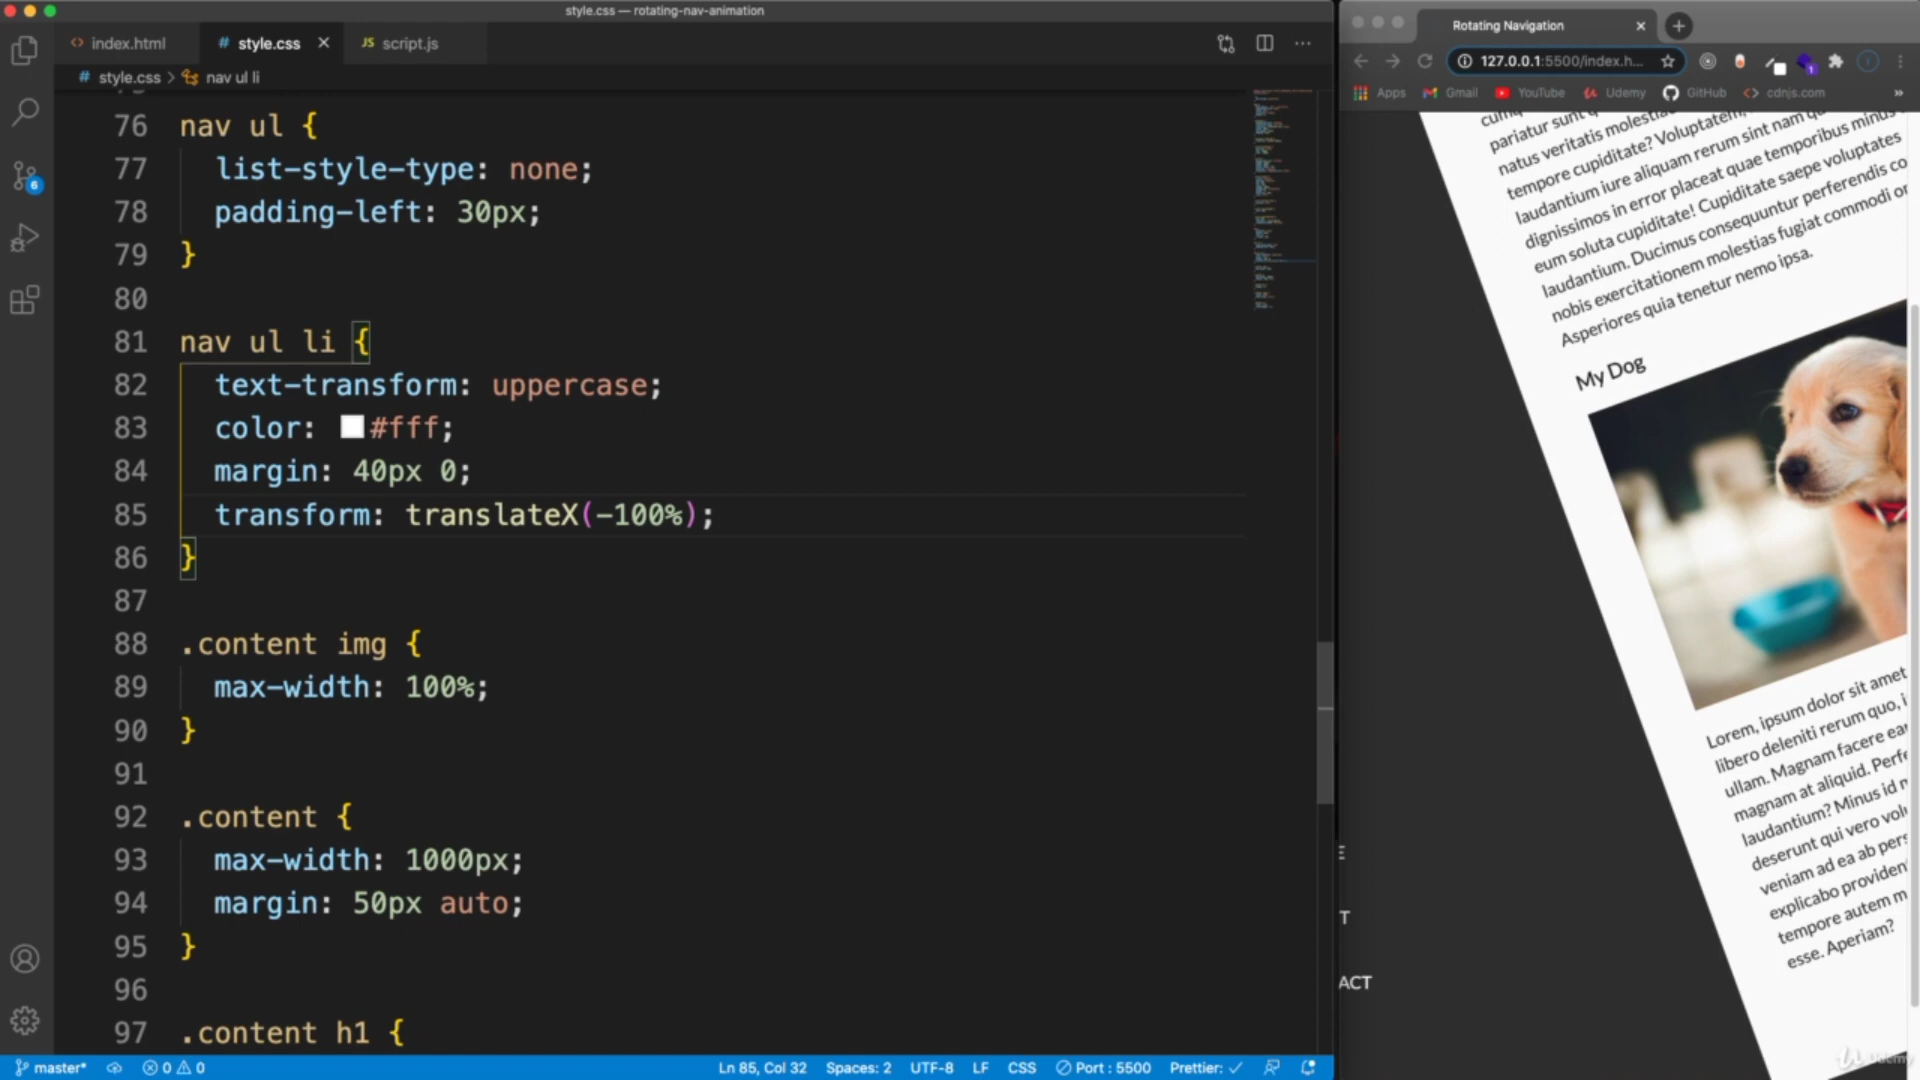 style.css — rotating-nav-animation
index.html
# style.css ×
JS script.js
# style.css > nav ul li
76 nav ul {
77 list-style-type: none;
78 padding-left: 30px;
79 }
80
81 nav ul li {
82 text-transform: uppercase;
83 color: #fff;
84 margin: 40px 0;
85 transform: translateX(-100%);
86 }
87
88 .content img {
89 max-width: 100%;
90 }
91
92 .content {
93 max-width: 1000px;
94 margin: 50px auto;
95 }
96
97 .content h1 {
6
master* 0 0 Ln 85, Col 32 Spaces: 2 UTF-8 LF CSS Port : 5500 Prettier: ✓
Rotating Navigation
127.0.0.1:5500/index.h...
Apps Gmail YouTube Udemy GitHub cdnjs.com »
pariatur sunt
natus veritatis
tempore cupiditate? Voluptatem,
laudantium iure aliquam rerum sint nam
dignissimos in error placeat quae temporibus minus
eum soluta cupiditate! Cupiditate saepe voluptates
laudantium. Ducimus consequuntur perferendis co
nobis exercitationem molestias fugiat commodi
Asperiores quia tenetur nemo ipsa.
My Dog
Lorem, ipsum dolor sit amet
libero deleniti rerum quo,
ullam. Magnam facere
magnam at aliquid.
laudantium? Minus id
deserunt qui vero
veniam ad ea ab
explicabo
tempore autem
esse. Aperiam?
E
T
ACT
Udemy